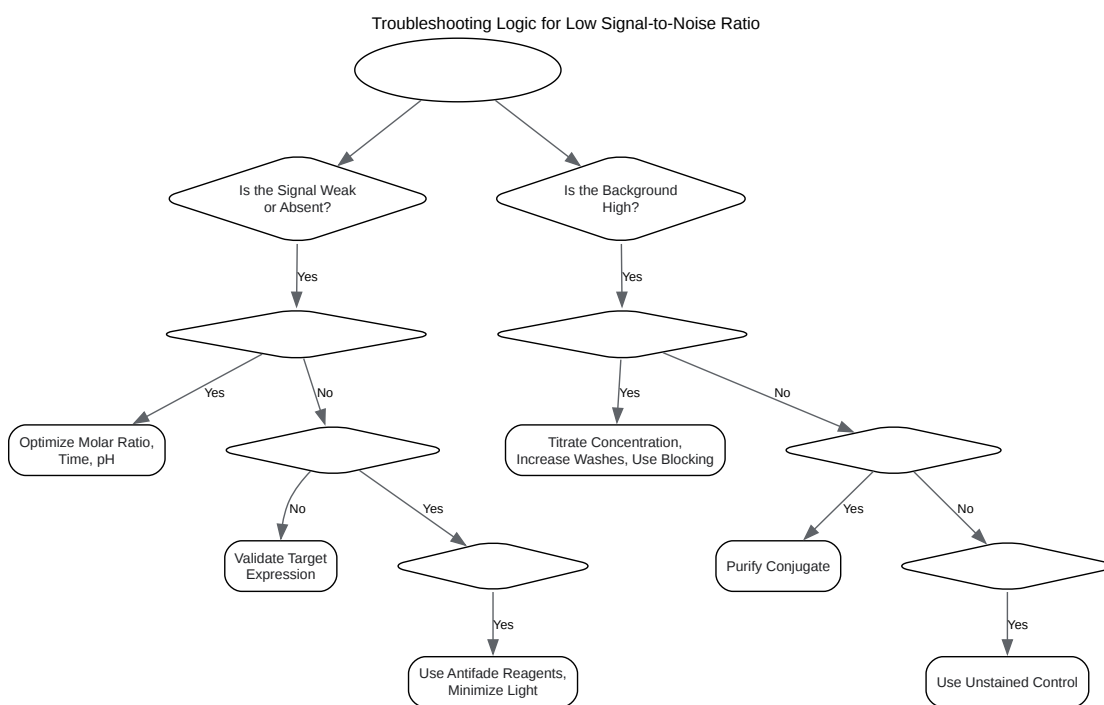 Troubleshooting Logic for Low Signal-to-Noise Ratio
Is the Signal Weak
or Absent?
Is the Background
High?
Yes
Yes
Yes
No
Yes
No
Optimize Molar Ratio,
Time, pH
Titrate Concentration,
Increase Washes, Use Blocking
No
Yes
Yes
No
Validate Target
Expression
Purify Conjugate
Yes
Yes
Use Antifade Reagents,
Minimize Light
Use Unstained Control